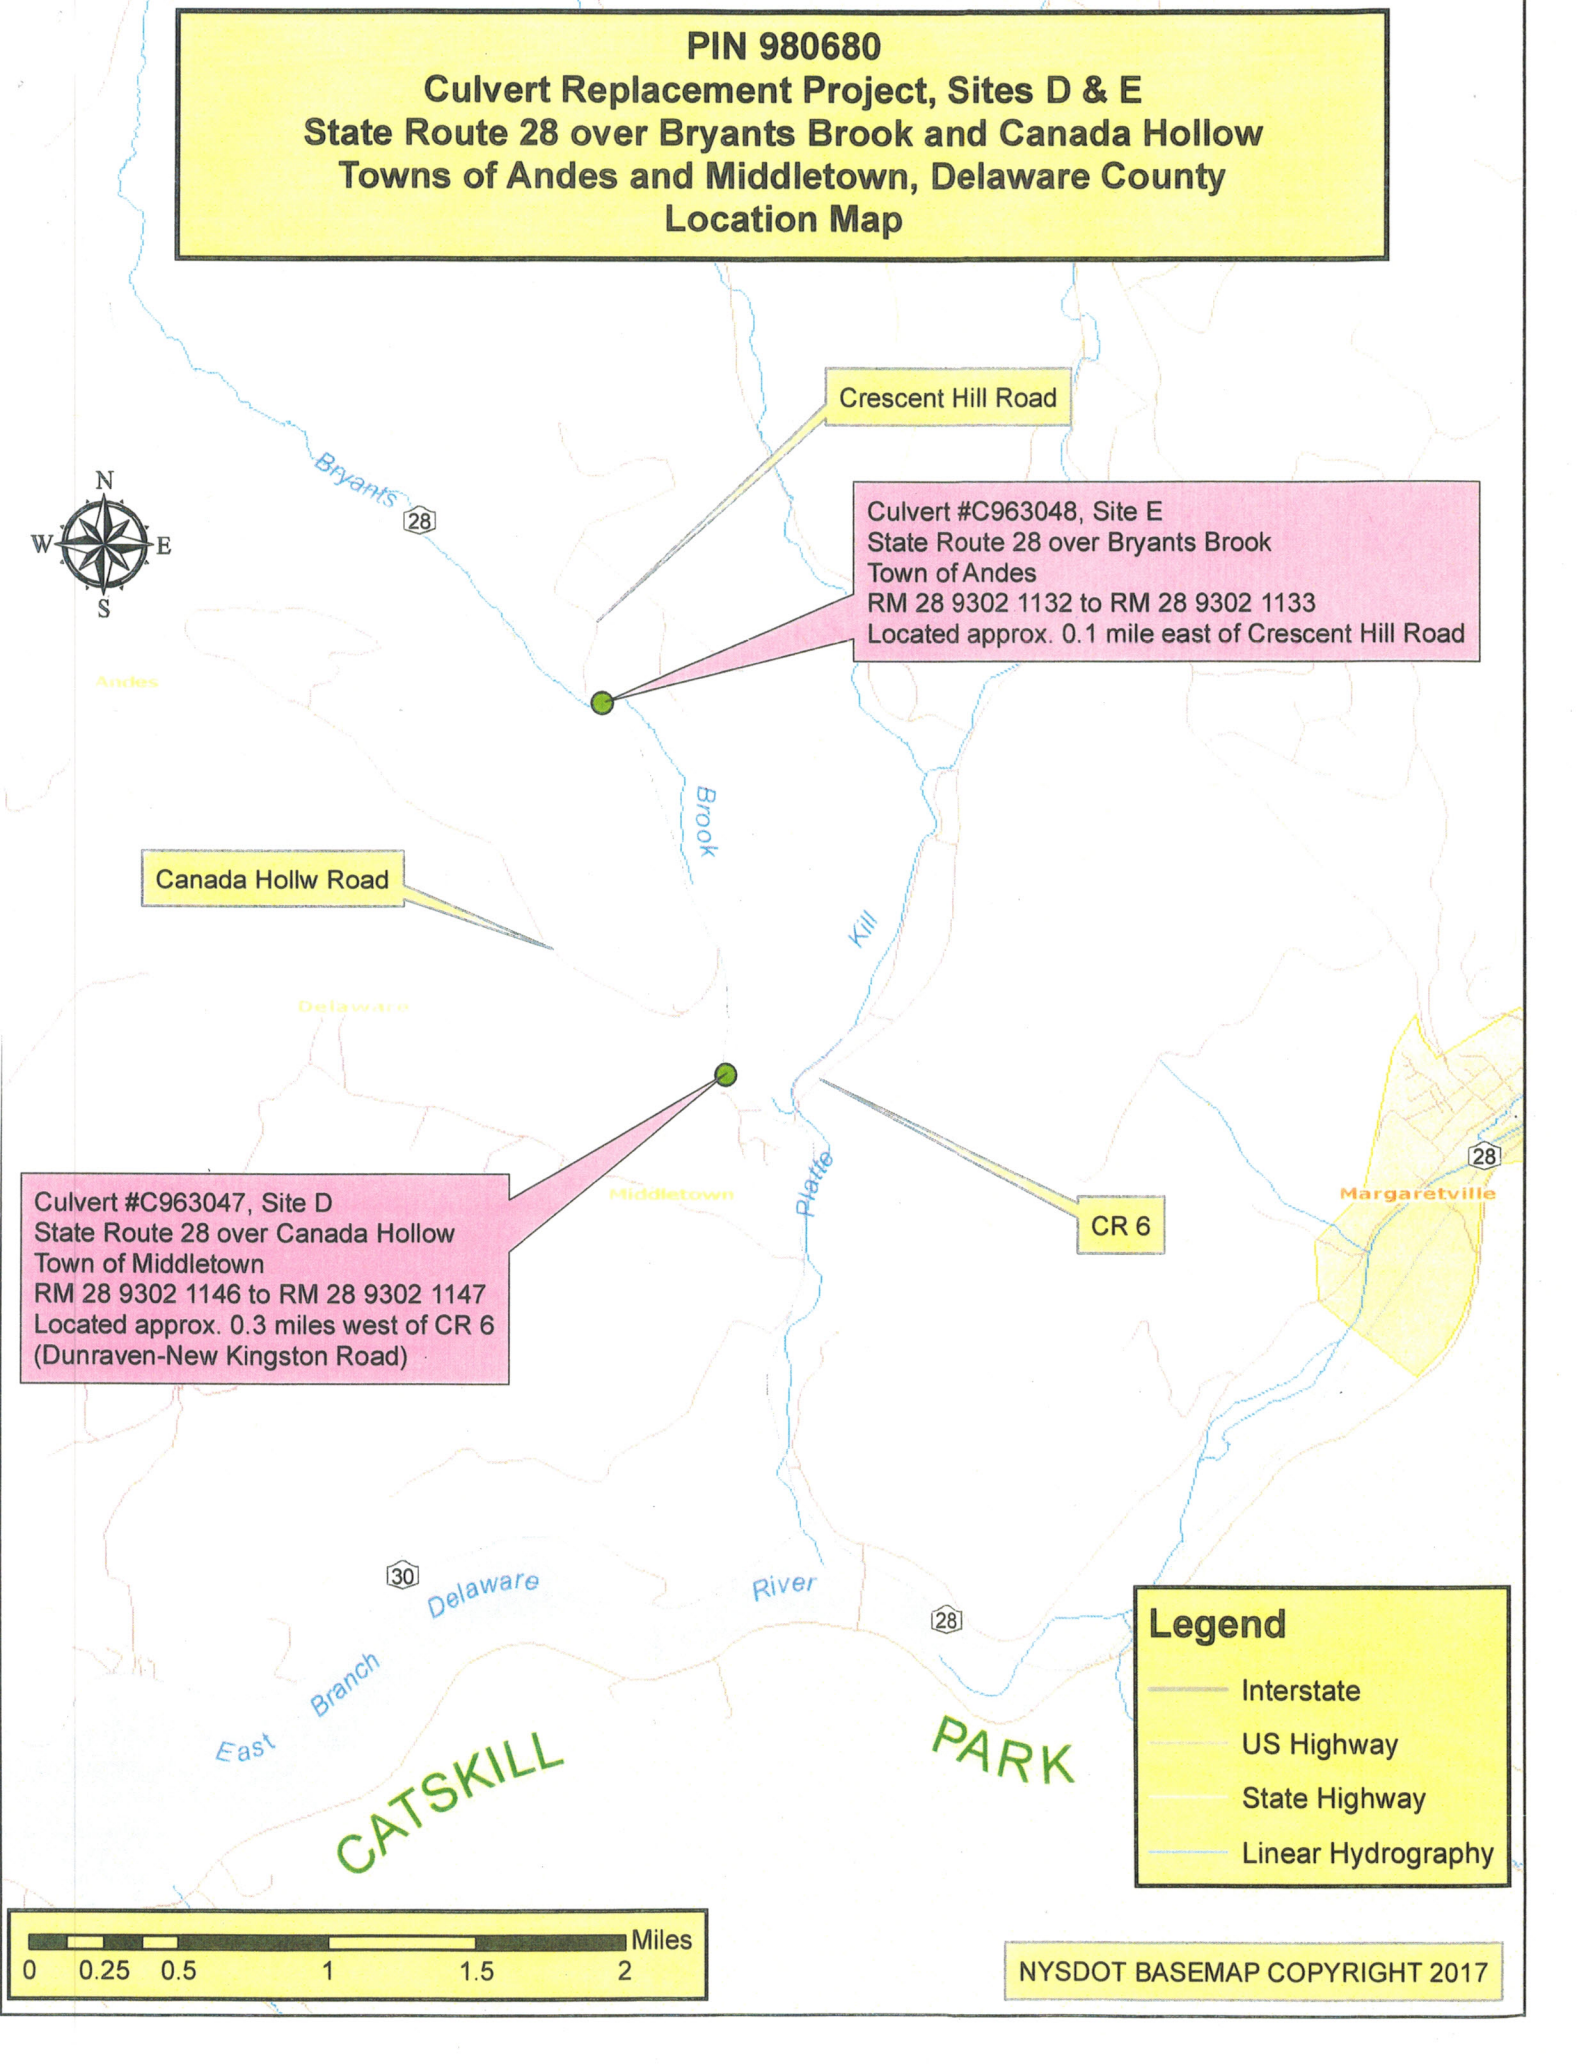 PIN 980680
Culvert Replacement Project, Sites D & E
State Route 28 over Bryants Brook and Canada Hollow
Towns of Andes and Middletown, Delaware County
Location Map
Crescent Hill Road
Bryants
28
Culvert #C963048, Site E
State Route 28 over Bryants Brook
Town of Andes
RM 28 9302 1132 to RM 28 9302 1133
Located approx. 0.1 mile east of Crescent Hill Road
N
W E
S
Andes
Brook
Canada Hollw Road
Kill
Delaware
Culvert #C963047, Site D
State Route 28 over Canada Hollow
Town of Middletown
RM 28 9302 1146 to RM 28 9302 1147
Located approx. 0.3 miles west of CR 6
(Dunraven-New Kingston Road)
Middletown
Platte
CR 6
28
Margaretville
30
East Branch Delaware River
28
CATSKILL PARK
Legend
Interstate
US Highway
State Highway
Linear Hydrography
Miles
0 0.25 0.5 1 1.5 2
NYSDOT BASEMAP COPYRIGHT 2017